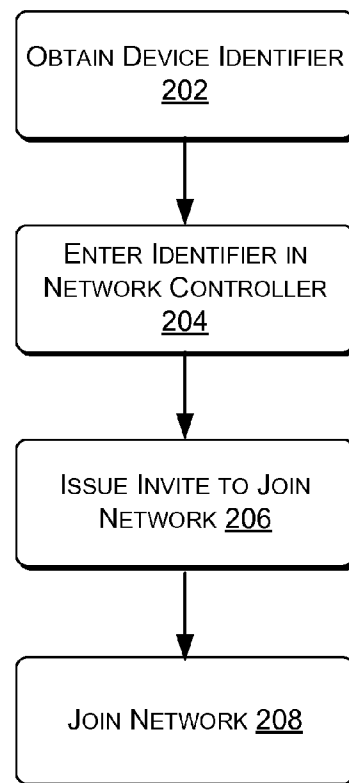 OBTAIN DEVICE IDENTIFIER
202
ENTER IDENTIFIER IN
NETWORK CONTROLLER
204
ISSUE INVITE TO JOIN
NETWORK 206
JOIN NETWORK 208